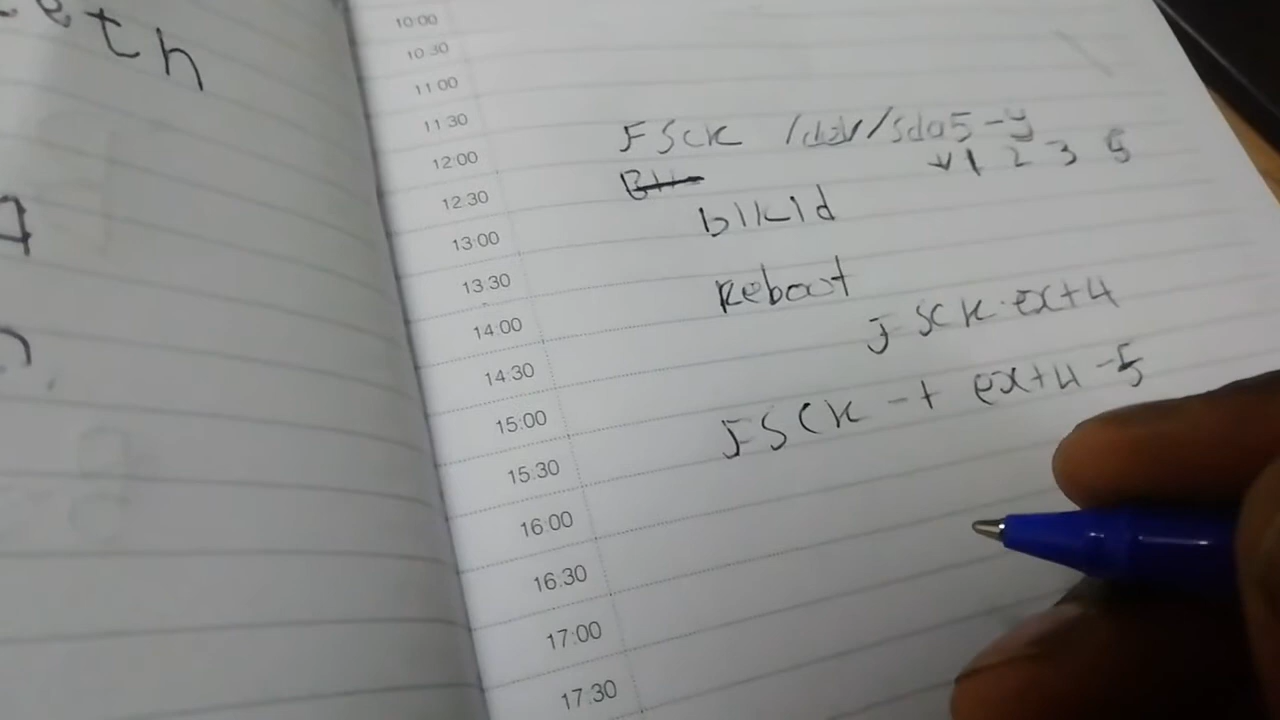 eth
10:00
10 30
11 00
11 30
12:00
12:30
13:00
13:30
14:00
14:30
15:00
15:30
16:00
16:30
17:00
17:30
FSCK /dev/sda5 -y
1 2 3 5
blkid
Reboot
FSCK.ext4
FSCK -t ext4 -5